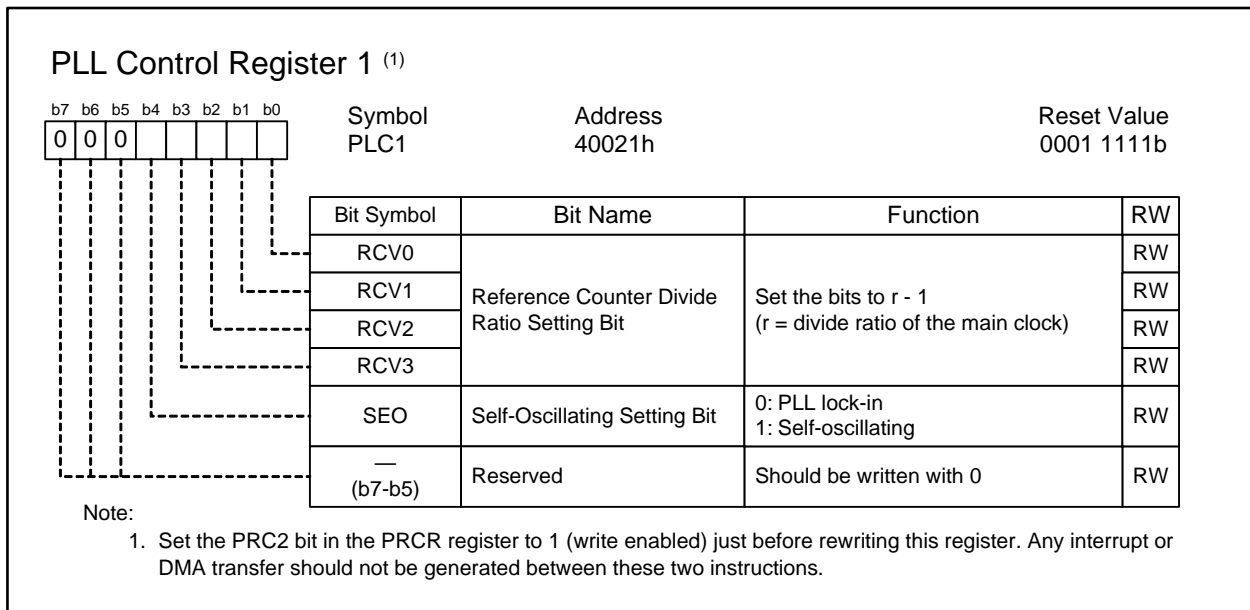 PLL Control Register 1 (1)
b7 b6 b5 b4 b3 b2 b1 b0
0 0 0
Symbol Address Reset Value
PLC1 40021h 0001 1111b
Bit Symbol Bit Name Function RW
RCV0 RW
RCV1 RW
Reference Counter Divide
Ratio Setting Bit
Set the bits to r - 1
(r = divide ratio of the main clock)
RCV2 RW
RCV3 RW
SEO Self-Oscillating Setting Bit
0: PLL lock-in
1: Self-oscillating
RW
—
(b7-b5)
Reserved Should be written with 0 RW
Note:
1. Set the PRC2 bit in the PRCR register to 1 (write enabled) just before rewriting this register. Any interrupt or
DMA transfer should not be generated between these two instructions.